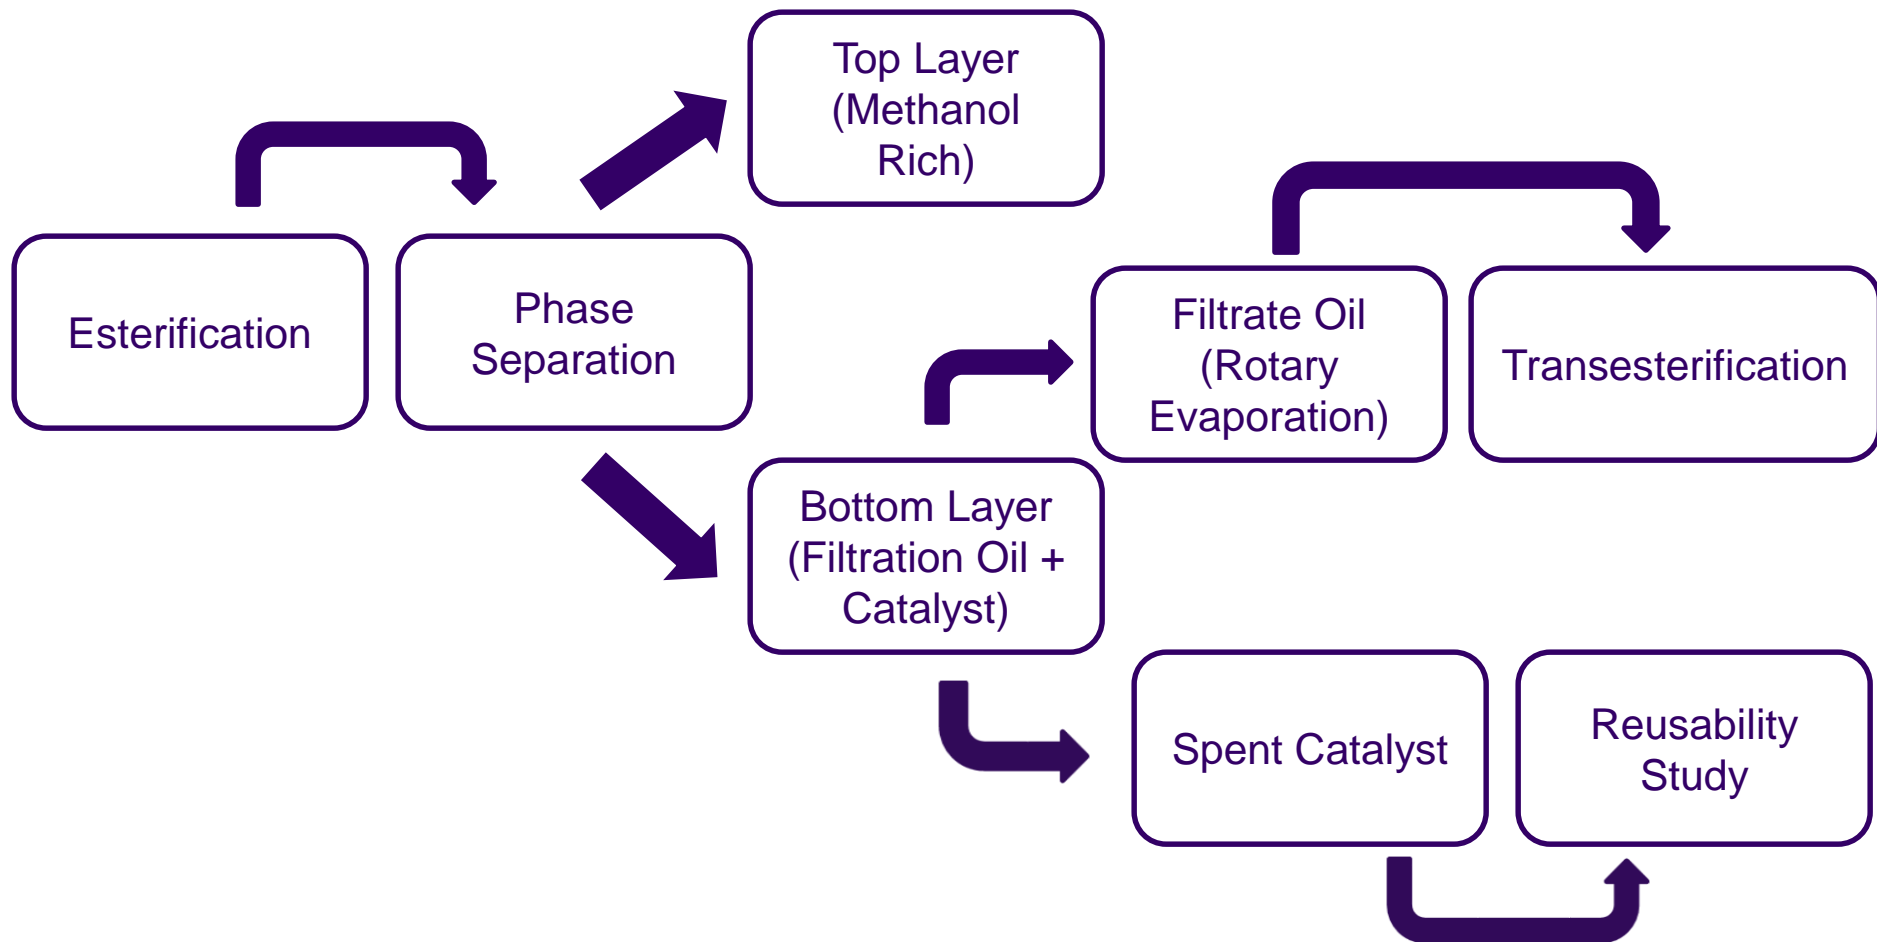 Top Layer
(Methanol
Rich)
Esterification
Phase
Separation
Filtrate Oil
(Rotary
Evaporation)
Transesterification
Bottom Layer
(Filtration Oil +
Catalyst)
Spent Catalyst
Reusability
Study